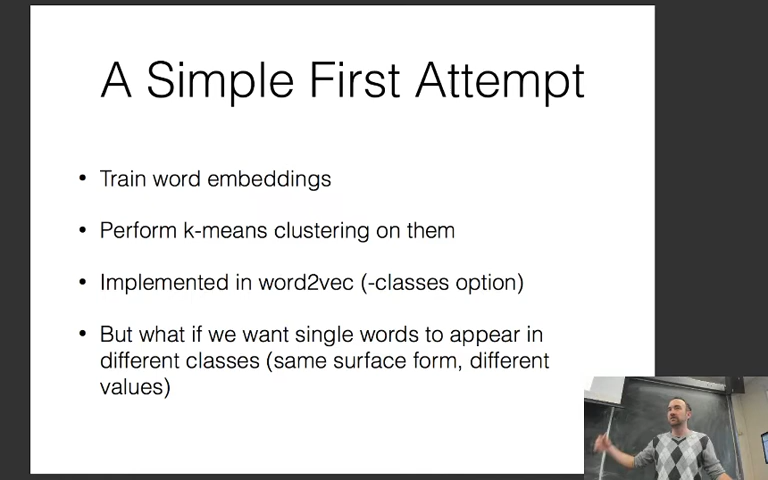 A Simple First Attempt
• Train word embeddings
• Perform k-means clustering on them
• Implemented in word2vec (-classes option)
• But what if we want single words to appear in
different classes (same surface form, different
values)